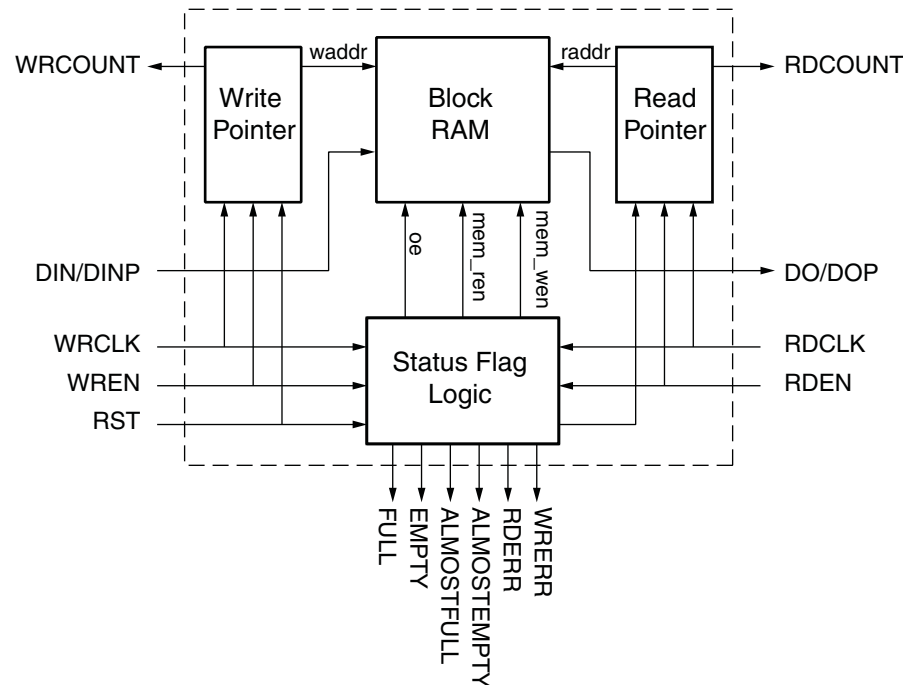 WRCOUNT
waddr
raddr
RDCOUNT
Write
Pointer
Block
RAM
Read
Pointer
oe
mem_ren
mem_wen
DIN/DINP
DO/DOP
WRCLK
WREN
RST
Status Flag
Logic
RDCLK
RDEN
FULL
EMPTY
ALMOSTFULL
ALMOSTEMPTY
RDERR
WRERR